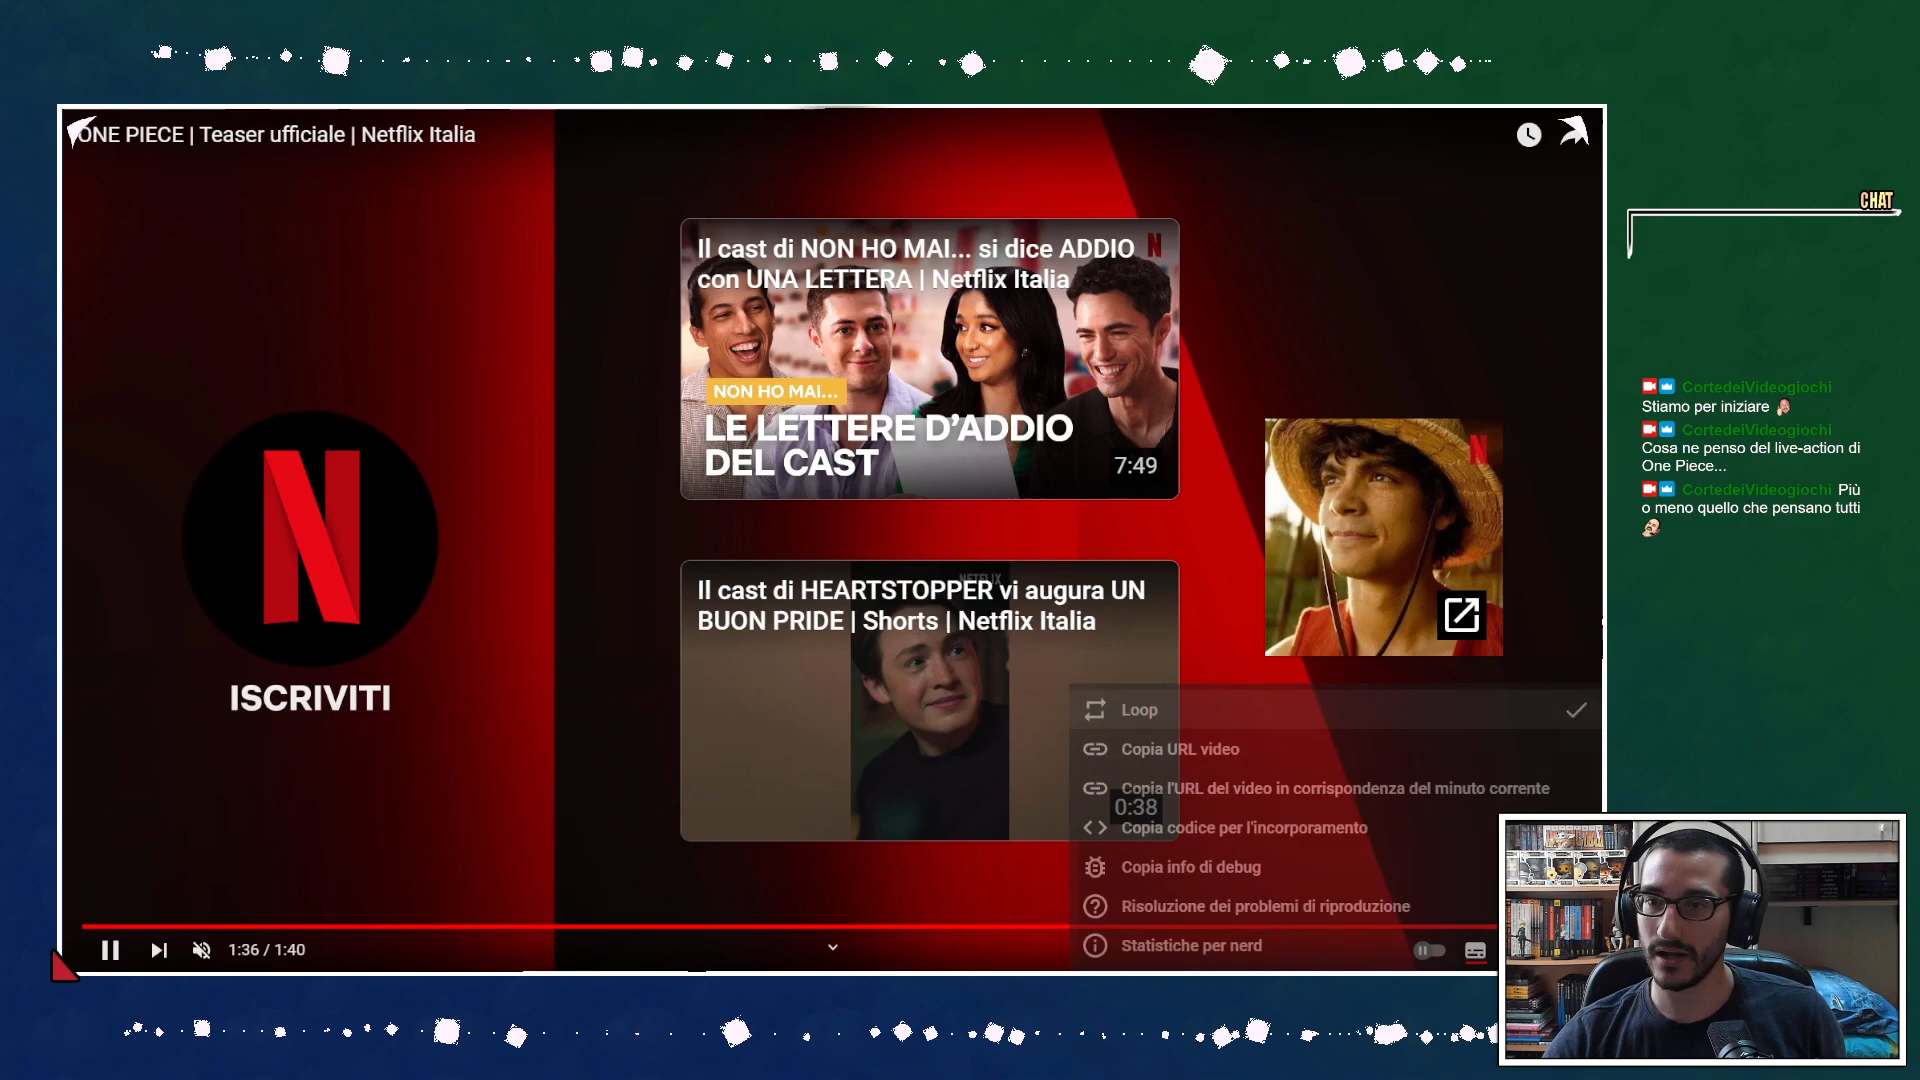 ONE PIECE | Teaser ufficiale | Netflix Italia
Il cast di NON HO MAI... si dice ADDIO
con UNA LETTERA | Netflix Italia
NON HO MAI...
LE LETTERE D'ADDIO
DEL CAST
7:49
ISCRIVITI
NETFLIX
Il cast di HEARTSTOPPER vi augura UN
BUON PRIDE | Shorts | Netflix Italia
0:38
Loop
Copia URL video
Copia l'URL del video in corrispondenza del minuto corrente
Copia codice per l'incorporamento
Copia info di debug
Risoluzione dei problemi di riproduzione
Statistiche per nerd
1:36 / 1:40
CHAT
CortedeiVideogiochi
Stiamo per iniziare
CortedeiVideogiochi
Cosa ne penso del live-action di
One Piece...
CortedeiVideogiochi Più
o meno quello che pensano tutti